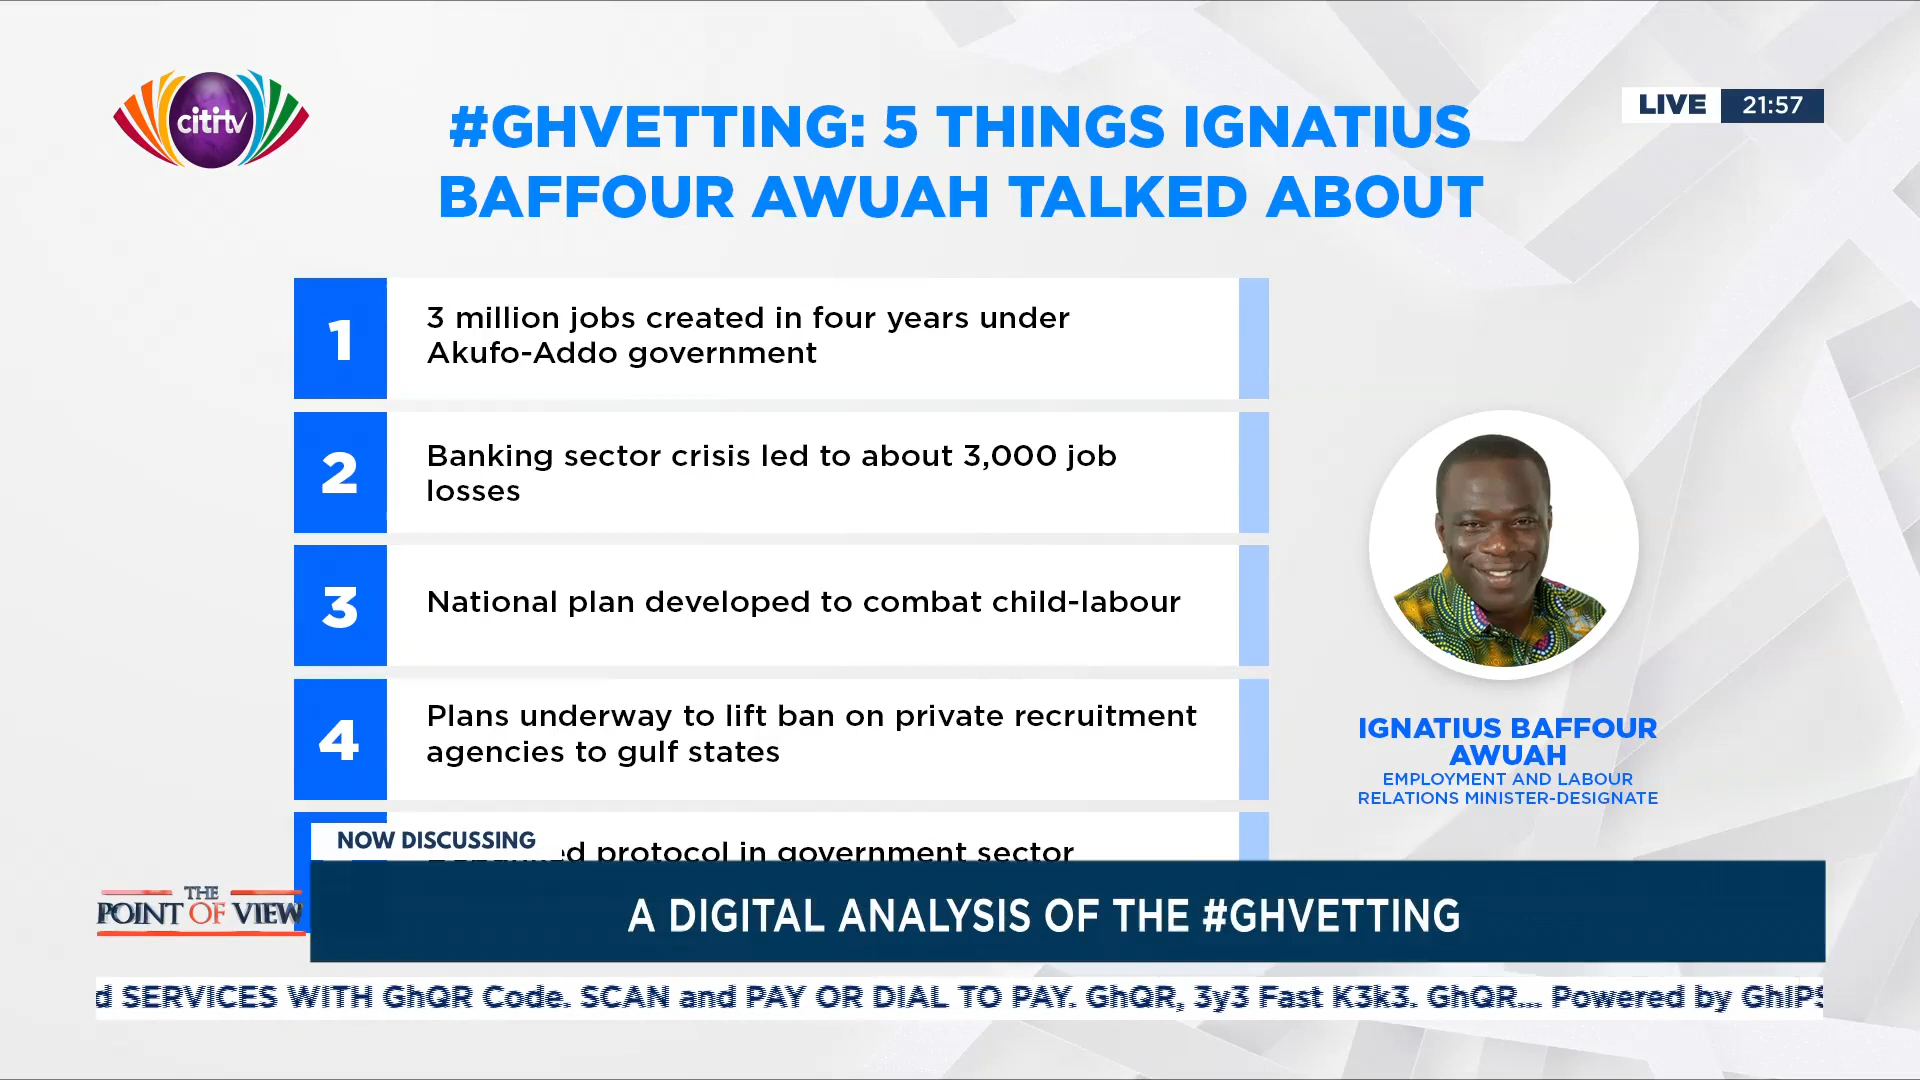 citi tv
LIVE 21:57
#GHVETTING: 5 THINGS IGNATIUS
BAFFOUR AWUAH TALKED ABOUT
1
3 million jobs created in four years under
Akufo-Addo government
2
Banking sector crisis led to about 3,000 job
losses
3
National plan developed to combat child-labour
4
Plans underway to lift ban on private recruitment
agencies to gulf states
protocol in government sector
IGNATIUS BAFFOUR
AWUAH
EMPLOYMENT AND LABOUR
RELATIONS MINISTER-DESIGNATE
NOW DISCUSSING
THE
POINT OF VIEW
A DIGITAL ANALYSIS OF THE #GHVETTING
d SERVICES WITH GhQR Code. SCAN and PAY OR DIAL TO PAY. GhQR, 3y3 Fast K3k3. GhQR... Powered by GhIPS